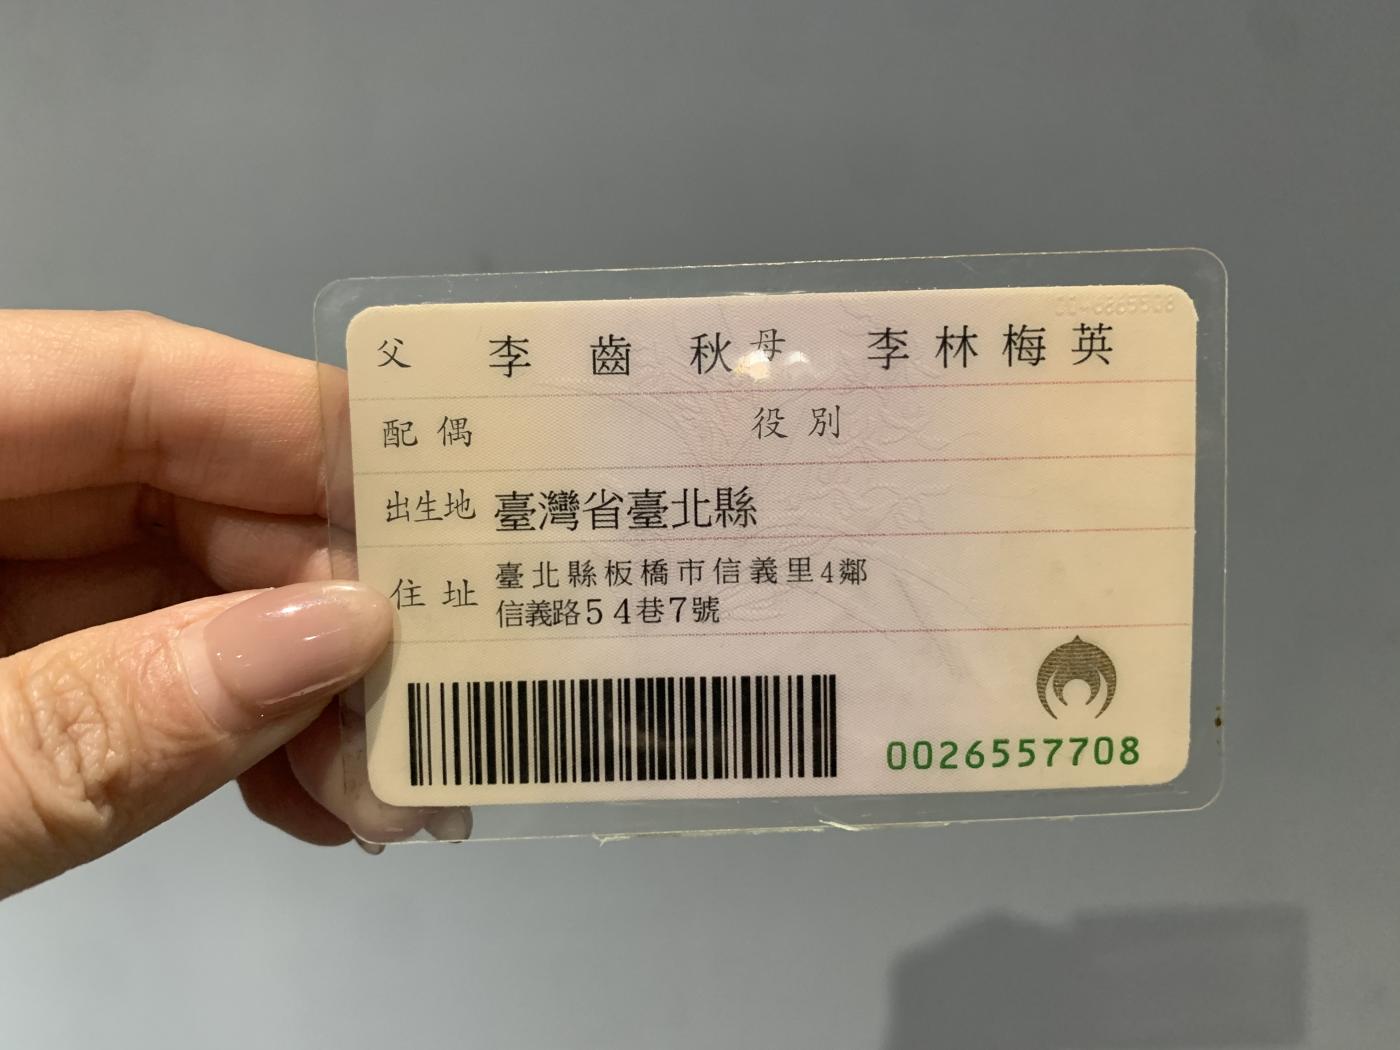 父 李齒秋 母 李林梅英
配偶 役別
出生地 臺灣省臺北縣
住址 臺北縣板橋市信義里4鄰
信義路54巷7號
0026557708